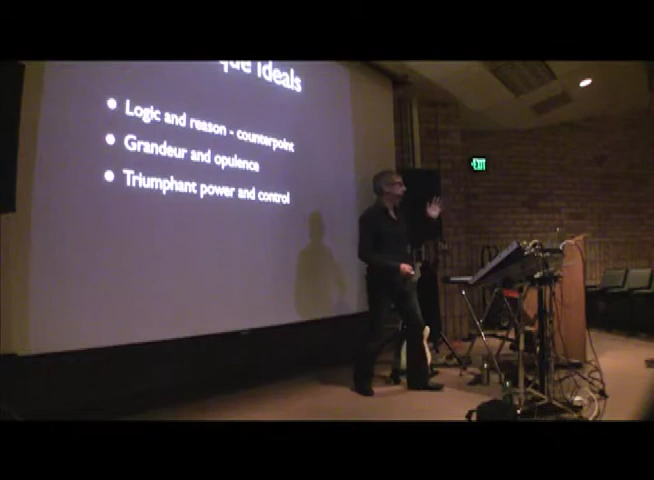 que Ideals
Logic and reason - counterpoint
Grandeur and opulence
Triumphant power and control
EXIT